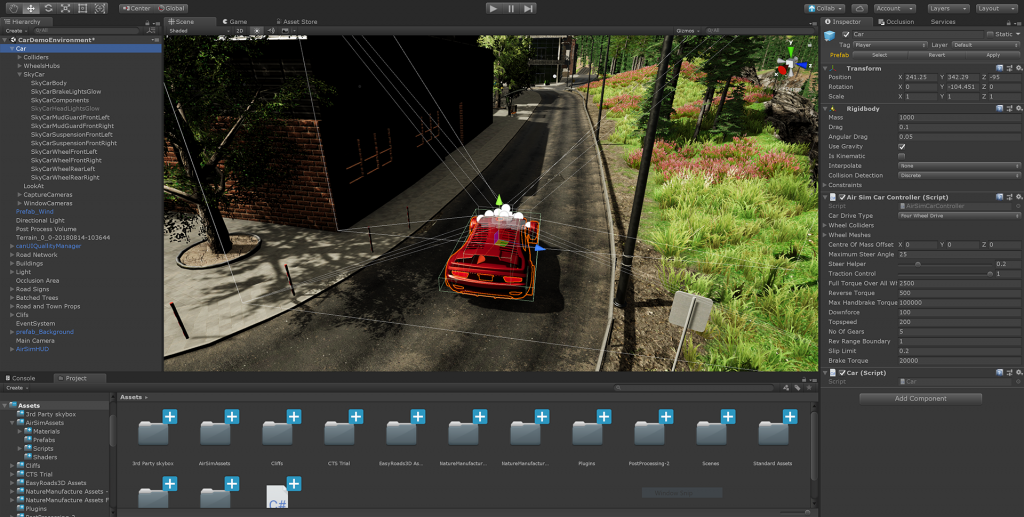 Center Global
Collab Account Layers Layout
Hierarchy
Create All
CarDemoEnvironment*
Car
Colliders
WheelsHubs
SkyCar
SkyCarBody
SkyCarBrakeLightsGlow
SkyCarComponents
SkyCarHeadLightsGlow
SkyCarMudGuardFrontLeft
SkyCarMudGuardFrontRight
SkyCarSuspensionFrontLeft
SkyCarSuspensionFrontRight
SkyCarWheelFrontLeft
SkyCarWheelFrontRight
SkyCarWheelRearLeft
SkyCarWheelRearRight
LookAt
CaptureCameras
WindowCameras
Prefab_Wind
Directional Light
Post Process Volume
Terrain_0_0-20180814-103644
Road Network
Buildings
Light
Occlusion Area
Road Signs
Batched Trees
Road and Town Props
Clifs
EventSystem
prefab_Background
Main Camera
AirSimHUD
Scene Game Asset Store
Shaded 2D Gizmos All
Inspector Occlusion Services
Car Static
Tag Player Layer Default
Prefab Select Revert Apply
Transform
Position X 241.25 Y 342.29 Z -95
Rotation X 0 Y -104.451 Z 0
Scale X 1 Y 1 Z 1
Rigidbody
Mass 1000
Drag 0.1
Angular Drag 0.05
Use Gravity
Is Kinematic
Interpolate None
Collision Detection Discrete
Constraints
Air Sim Car Controller (Script)
Script AirSimCarController
Car Drive Type Four Wheel Drive
Wheel Colliders
Wheel Meshes
Centre Of Mass Offset X 0 Y 0 Z 0
Maximum Steer Angle 25
Steer Helper 0.2
Traction Control 1
Full Torque Over All W 2500
Reverse Torque 500
Max Handbrake Torque 100000
Downforce 100
Topspeed 200
No Of Gears 5
Rev Range Boundary 1
Slip Limit 0.2
Brake Torque 20000
Car (Script)
Script Car
Add Component
Console Project
Create
Assets
3rd Party skybox
AirSimAssets
Materials
Prefabs
Scripts
Shaders
Cliffs
CTS Trial
EasyRoads3D Assets
NatureManufacture Assets -
NatureManufacture Assets F
Plugins
PostProcessing-2
Assets
3rd Party skybox AirSimAssets Cliffs CTS Trial EasyRoads3D As... NatureManufactur... NatureManufactur... Plugins PostProcessing-2 Scenes Standard Assets
C#